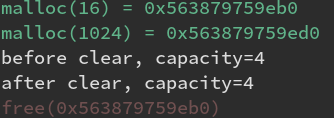 malloc(16) = 0x563879759eb0
malloc(1024) = 0x563879759ed0
before clear, capacity=4
after clear, capacity=4
free(0x563879759eb0)